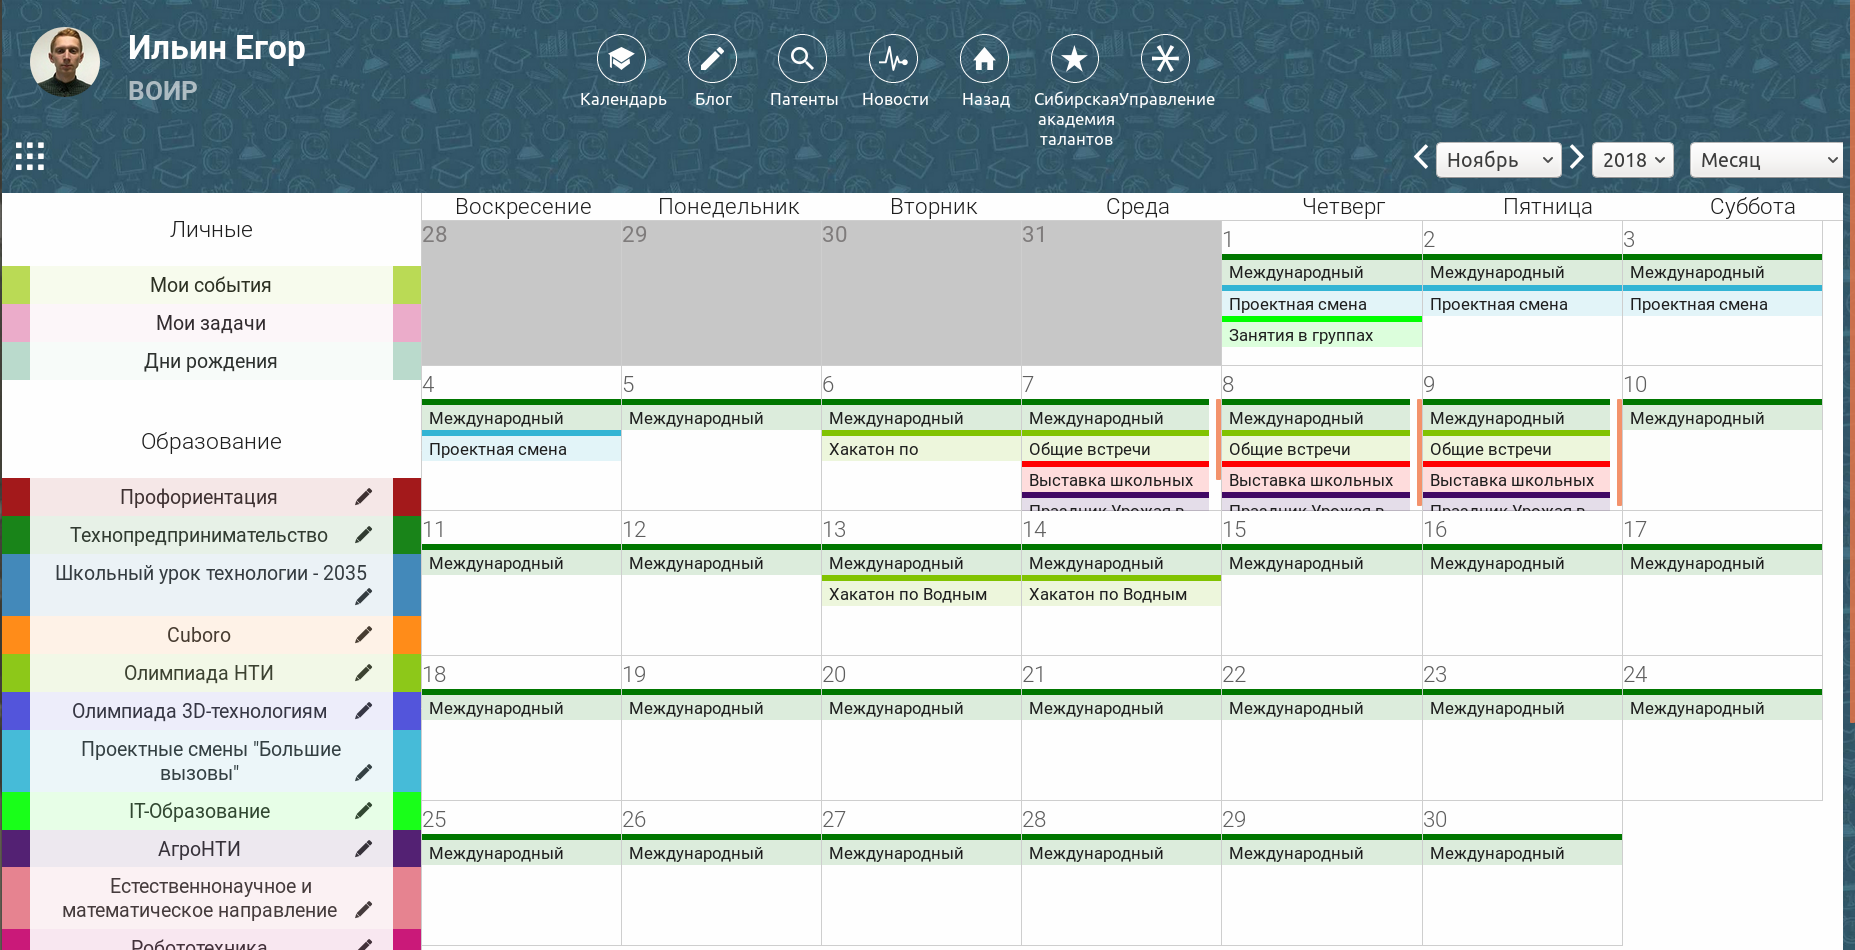 Ильин Егор
ВОИР
Календарь
Блог
Патенты
Новости
Назад
Сибирская академия талантов
Управление
Ноябрь
2018
Месяц
Личные
Мои события
Мои задачи
Дни рождения
Образование
Профориентация
Технопредпринимательство
Школьный урок технологии - 2035
Cuboro
Олимпиада НТИ
Олимпиада 3D-технологиям
Проектные смены "Большие
вызовы"
IT-Образование
АгроНТИ
Естественнонаучное и
математическое направление
Робототехника
Воскресение Понедельник Вторник Среда Четверг Пятница Суббота
28 29 30 31 1 2 3
Международный Международный Международный
Проектная смена Проектная смена Проектная смена
Занятия в группах
4 5 6 7 8 9 10
Международный Международный Международный Международный Международный Международный Международный
Проектная смена Хакатон по Общие встречи Общие встречи Общие встречи
Выставка школьных Выставка школьных Выставка школьных
Праздник Урожая в Праздник Урожая в Праздник Урожая в
11 12 13 14 15 16 17
Международный Международный Международный Международный Международный Международный Международный
Хакатон по Водным Хакатон по Водным
18 19 20 21 22 23 24
Международный Международный Международный Международный Международный Международный Международный
25 26 27 28 29 30
Международный Международный Международный Международный Международный Международный